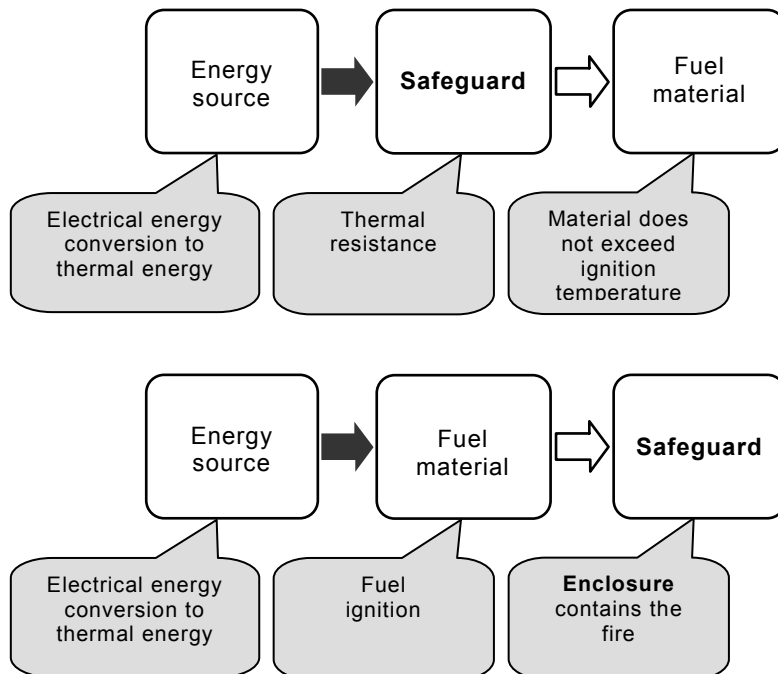 Energy
source
Safeguard
Fuel
material
Electrical energy
conversion to
thermal energy
Thermal
resistance
Material does
not exceed
ignition
temperature
Energy
source
Fuel
material
Safeguard
Electrical energy
conversion to
thermal energy
Fuel
ignition
Enclosure
contains the
fire